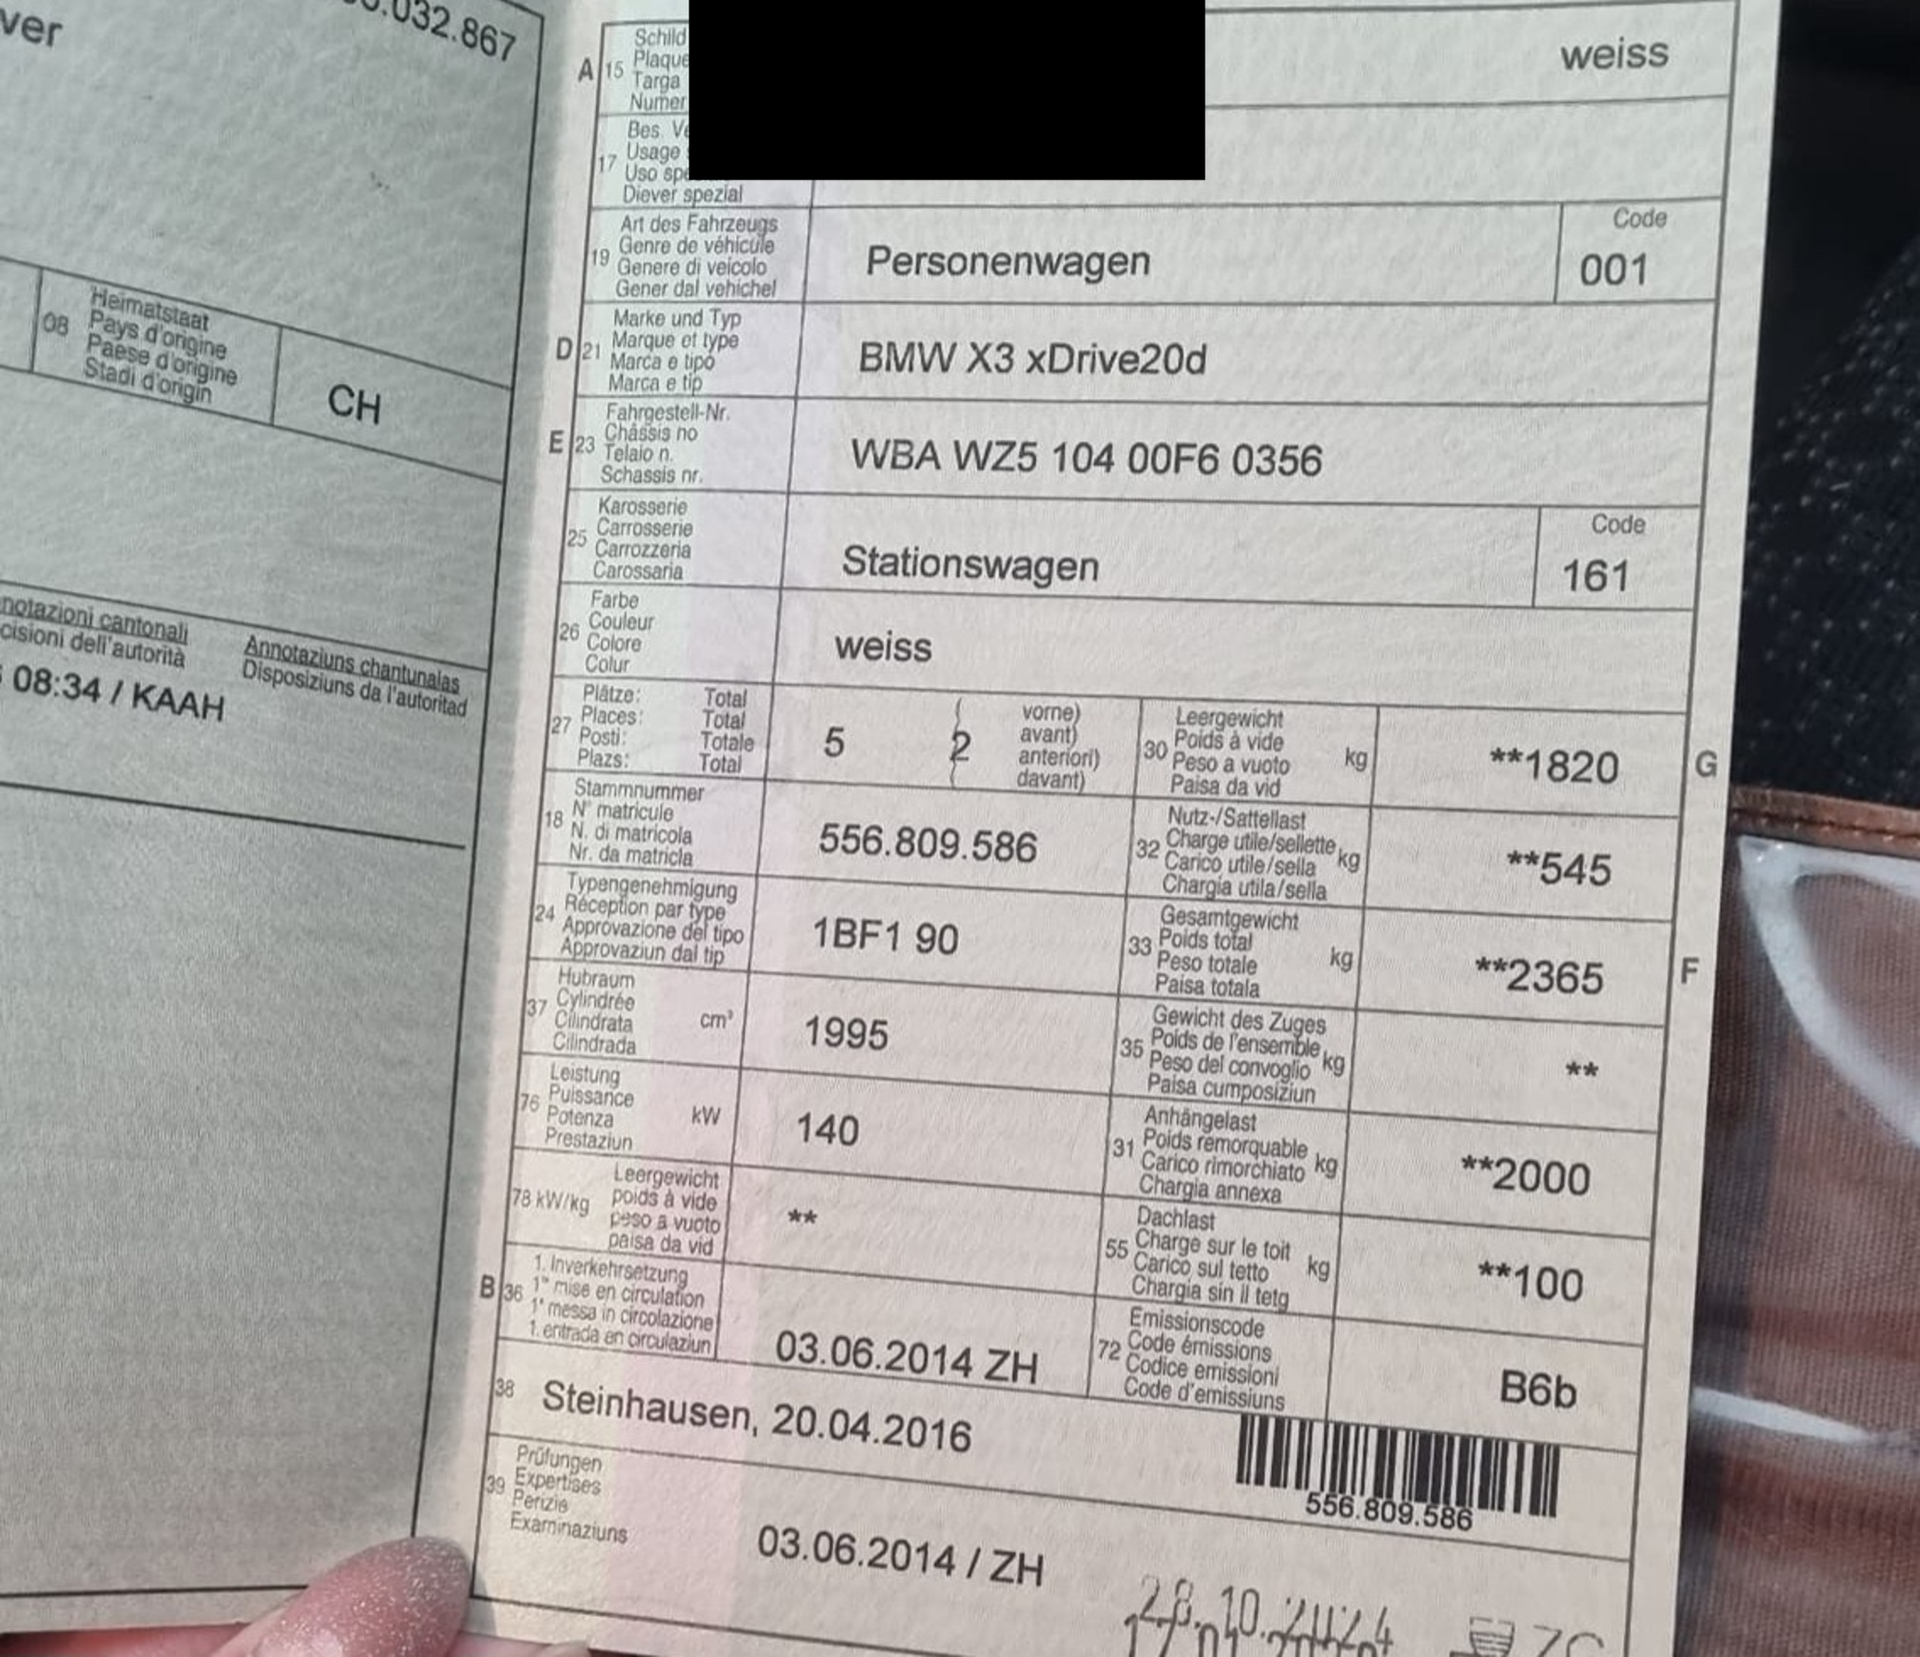 ver
.032.867
08 Heimatstaat
Pays d'origine
Paese d'origine
Stadi d'origin
CH
notazioni cantonali
cisioni dell'autorità
Annotaziuns chantunalas
Disposiziuns da l'autoritad
08:34 / KAAH
A 15 Schild
Plaque
Targa
Numer
weiss
17 Bes. Ve
Usage
Uso spe
Diever spezial
19 Art des Fahrzeugs
Genre de véhicule
Genere di veicolo
Gener dal vehichel
Personenwagen
Code
001
D 21 Marke und Typ
Marque et type
Marca e tipo
Marca e tip
BMW X3 xDrive20d
E 23 Fahrgestell-Nr.
Châssis no
Telaio n.
Schassis nr.
WBA WZ5 104 00F6 0356
25 Karosserie
Carrosserie
Carrozzeria
Carossaria
Stationswagen
Code
161
26 Farbe
Couleur
Colore
Colur
weiss
27 Plätze: Total
Places: Total
Posti: Totale
Plazs: Total
5 ( 2
vorne)
avant)
anteriori)
davant)
30 Leergewicht
Poids à vide kg
Peso a vuoto
Paisa da vid
**1820
G
18 Stammnummer
N° matricule
N. di matricola
Nr. da matricla
556.809.586
32 Nutz-/Sattellast
Charge utile/sellette kg
Carico utile/sella
Chargia utila/sella
**545
24 Typengenehmigung
Réception par type
Approvazione del tipo
Approvaziun dal tip
1BF1 90
33 Gesamtgewicht
Poids total kg
Peso totale
Paisa totala
**2365
F
37 Hubraum
Cylindrée cm³
Cilindrata
Cilindrada
1995
35 Gewicht des Zuges
Poids de l'ensemble kg
Peso del convoglio
Paisa cumposiziun
**
76 Leistung
Puissance kW
Potenza
Prestaziun
140
31 Anhängelast
Poids remorquable kg
Carico rimorchiato
Chargia annexa
**2000
78 kW/kg Leergewicht
poids à vide
peso a vuoto
paisa da vid
**
55 Dachlast
Charge sur le toit kg
Carico sul tetto
Chargia sin il tetg
**100
B 36 1. Inverkehrsetzung
1re mise en circulation
1a messa in circolazione
1. entrada en circulaziun
03.06.2014 ZH
72 Emissionscode
Code émissions
Codice emissioni
Code d'emissiuns
B6b
38 Steinhausen, 20.04.2016
556.809.586
39 Prüfungen
Expertises
Perizie
Examinaziuns
03.06.2014 / ZH
28.10.2024
ZG